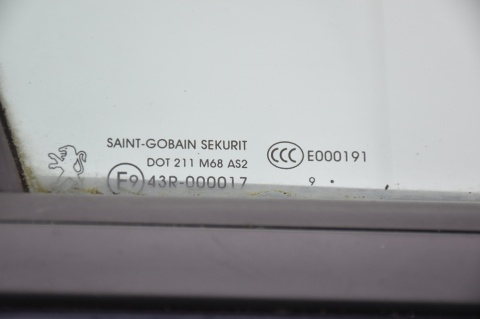 SAINT-GOBAIN SEKURIT
DOT 211 M68 AS2
E9 43R-000017
CCC E000191
9 •